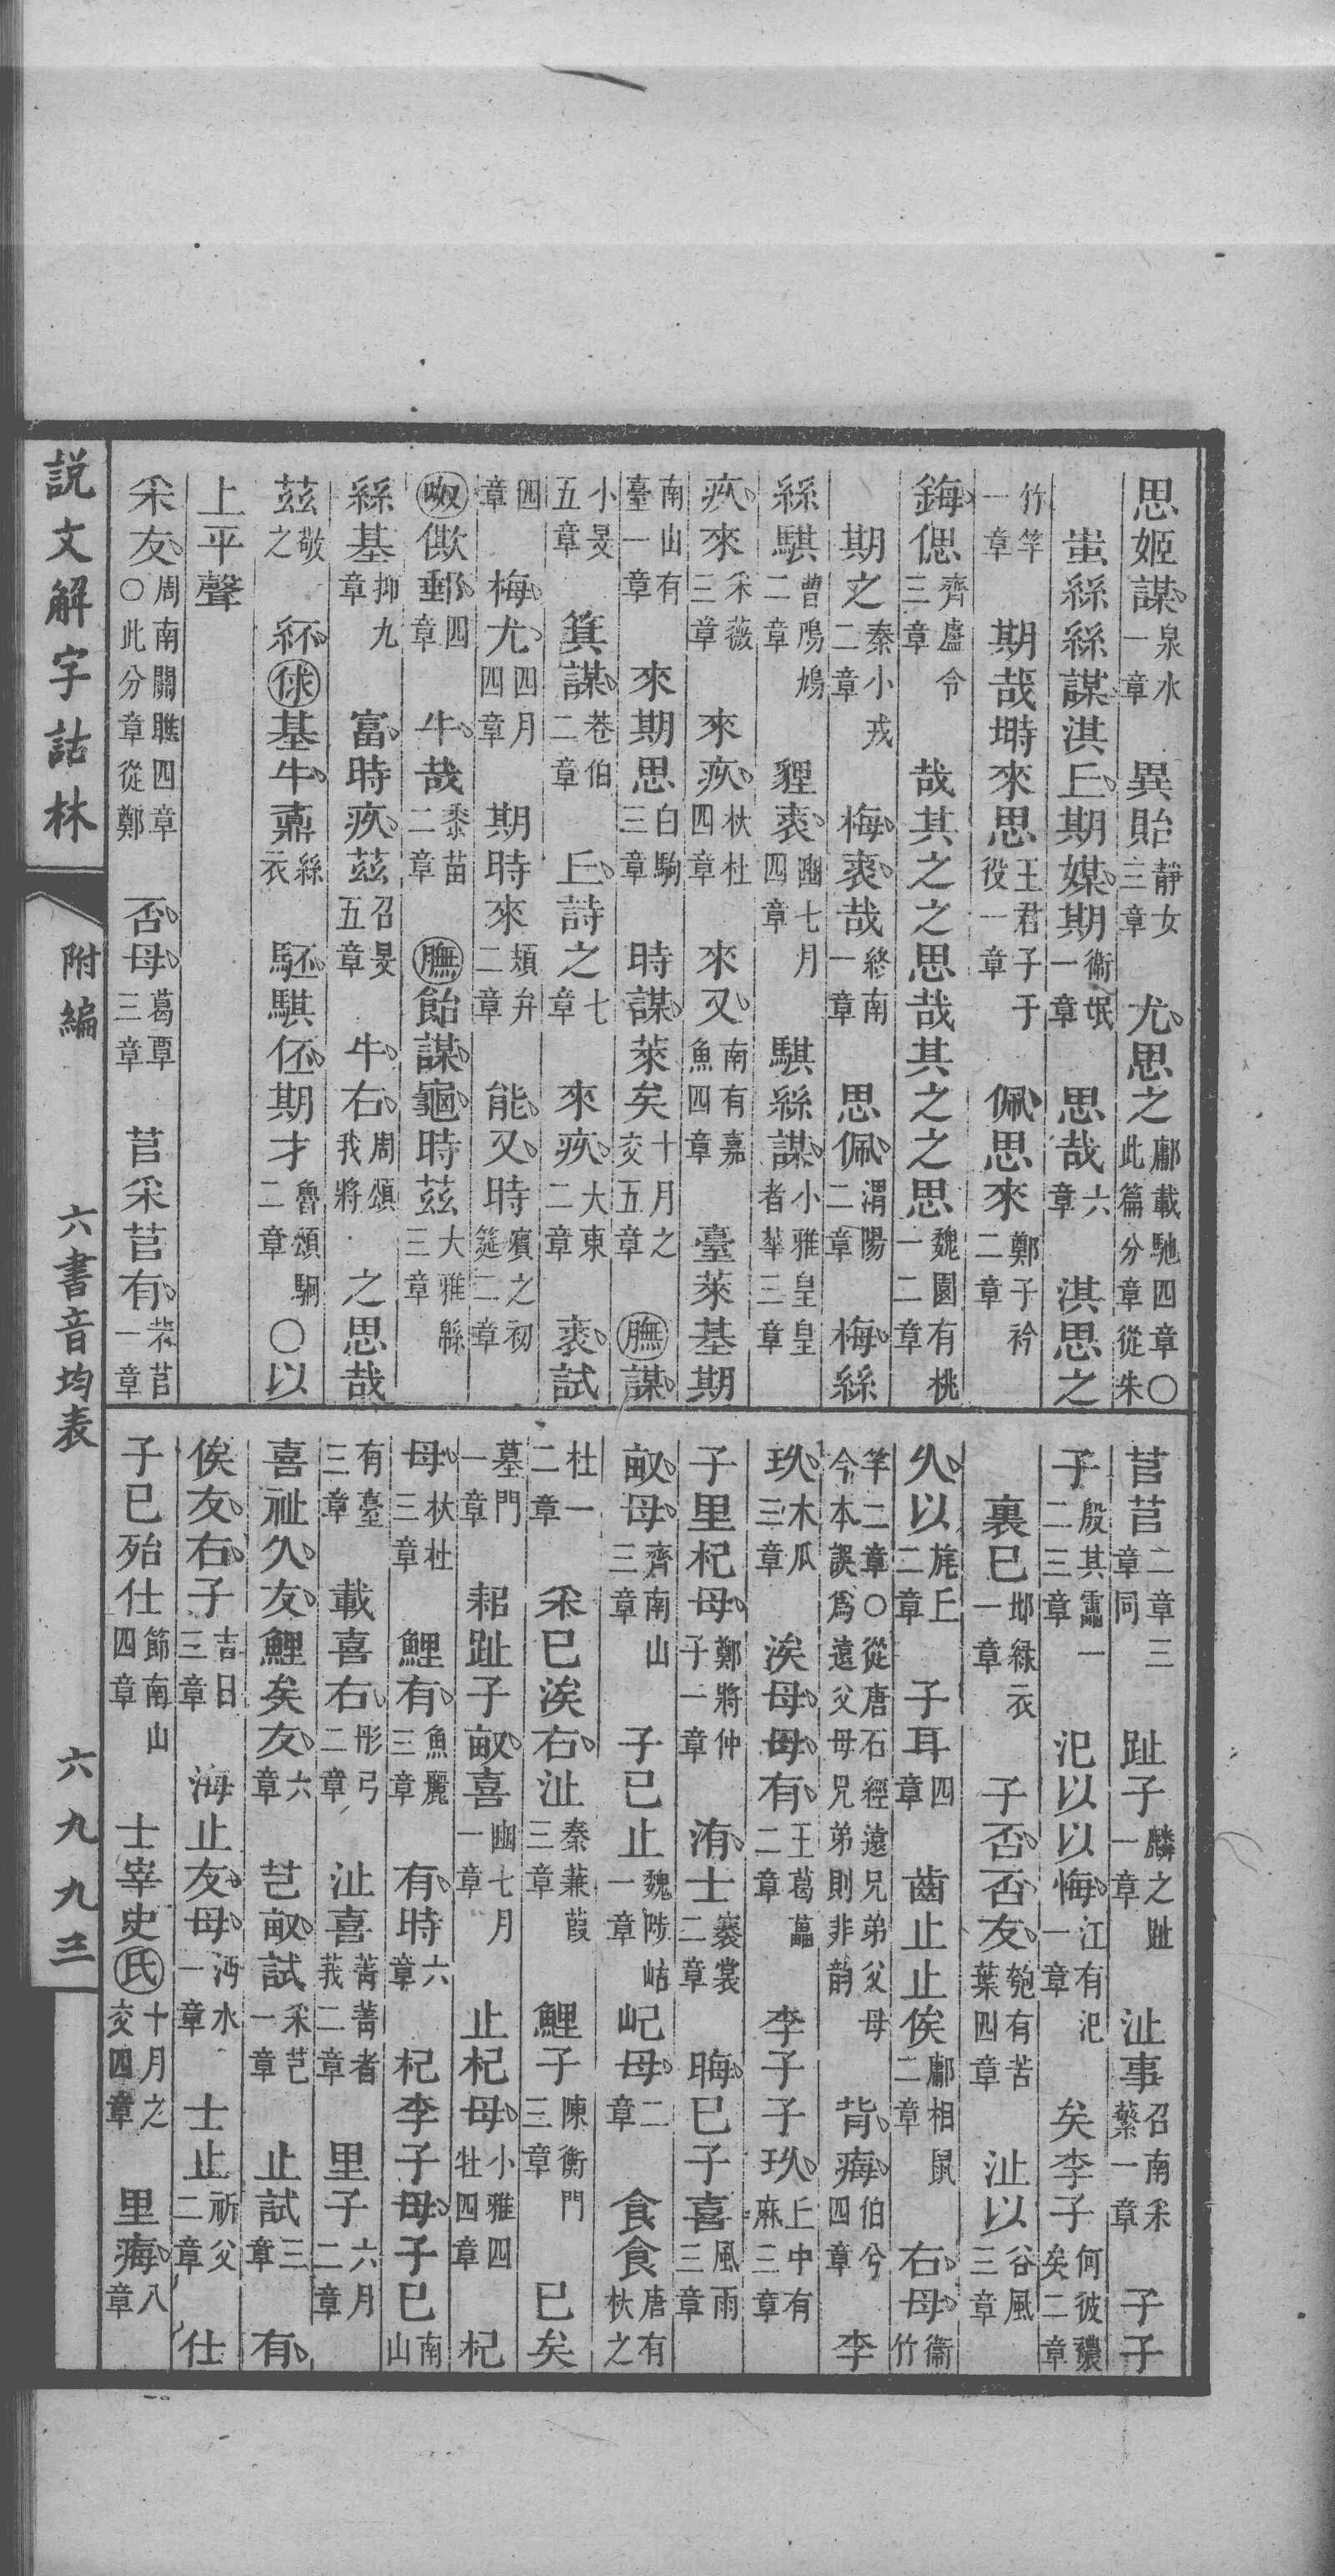 思姬謀泉水一章　異貽靜女三章　尤思之鄘載馳四章〇此篇分章從朱
蚩絲絲謀淇丘期媒期衞氓一章　思哉六章　淇思之
竹竿一章　期哉塒來思王君子于役一章　佩思來鄭子衿二章
鋂偲齊盧令三章　哉其之之思哉其之之思魏園有桃一二章
期之秦小戎二章　梅裘哉終南一章　思佩渭陽二章　梅絲
絲騏曹鳲鳩二章　貍裘豳七月四章　騏絲謀小雅皇皇者華三章
疚來采薇三章　來疚杕杜四章　來又南有嘉魚四章　臺萊基期
南山有臺一章　來期思白駒三章　時謀萊矣十月之交五章　膴謀
小旻五章　箕謀巷伯二章　丘詩之七章　來疚大東二章　裘試
四章　梅尤四月四章　期時來頍弁二章　能又時賓之初筵二章
呶僛郵四章　牛哉黍苗二章　膴飴謀龜時茲大雅緜三章
絲基抑九章　富時疚茲召旻五章　牛右周頌我將　之思哉
茲敬之　紑俅基牛鼒絲衣　駓騏伾期才魯頌駉二章　〇以
上平聲
采友周南關雎四章〇此分章從鄭　否母葛覃三章　苢采苢有芣苢一章
苢苢二章三章同　趾子麟之趾一章　沚事召南采蘩一章　子子
子殷其靁一二三章　汜以以悔江有汜一章　矣李子何彼穠矣二章
裏已邶綠衣一章　子否否友匏有苦葉四章　沚以谷風三章
久以旄丘二章　子耳四章　齒止止俟鄘相鼠二章　右母衞竹
竿二章〇從唐石經遠兄弟父母今本誤爲遠父母兄弟則非韵　背痗伯兮四章　李
玖木瓜三章　涘母母有王葛藟二章　李子子玖丘中有麻三章
子里杞母鄭將仲子一章　洧士褰裳二章　晦已子喜風雨三章
畝母齊南山三章　子已止魏陟岵一章　屺母二章　食食唐有杕之
杜一二章　采已涘右沚秦蒹葭三章　鯉子陳衡門三章　已矣
墓門一章　耜趾子畝喜豳七月一章　止杞母小雅四牡四章　杞
母杕杜三章　鯉有魚麗三章　有時六章　杞李子母子已南山
有臺三章　載喜右彤弓二章　沚喜菁菁者莪二章　里子六月二章
喜祉久友鯉矣友六章　芑畝試采芑一章　止試三章　有
俟友右子吉日三章　海止友母沔水一章　士止祈父二章　仕
子已殆仕節南山四章　士宰史氏十月之交四章　里痗八章
說文解字詁林　附編　六書音均表　六九九三